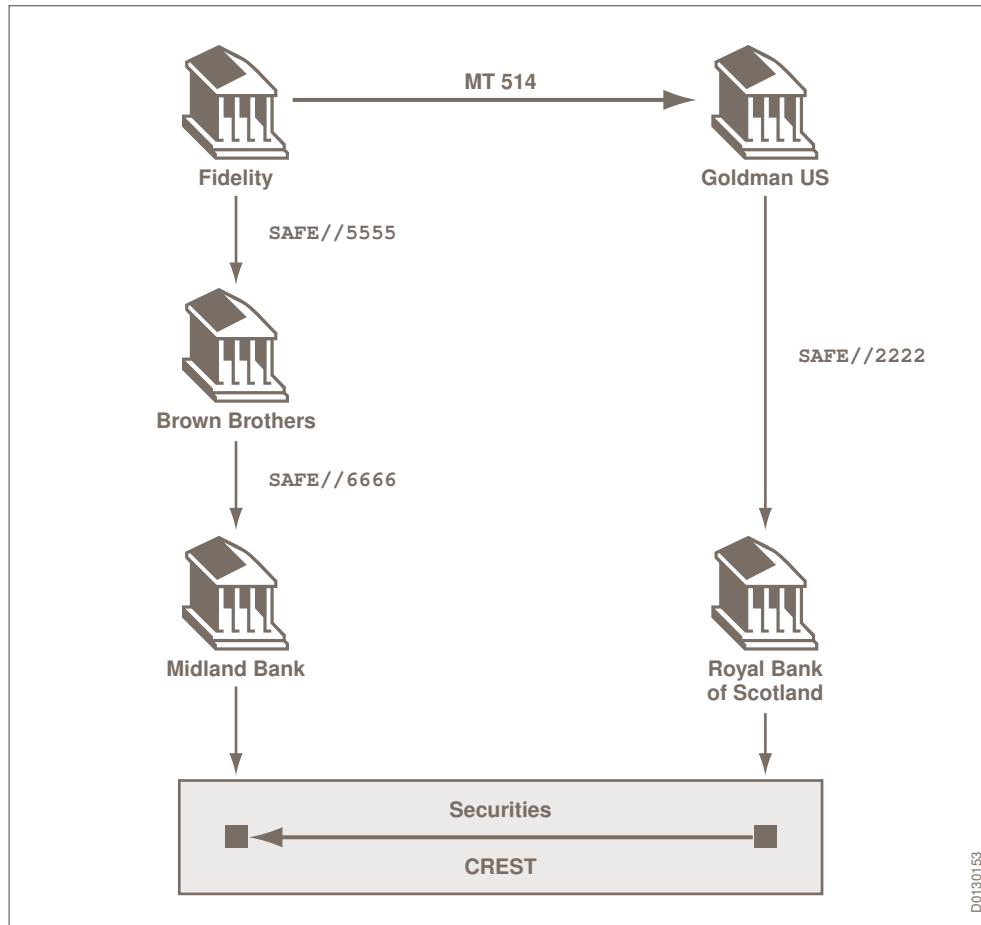 MT 514
Fidelity
Goldman US
SAFE//5555
SAFE//2222
Brown Brothers
SAFE//6666
Midland Bank
Royal Bank
of Scotland
Securities
CREST
D0130153